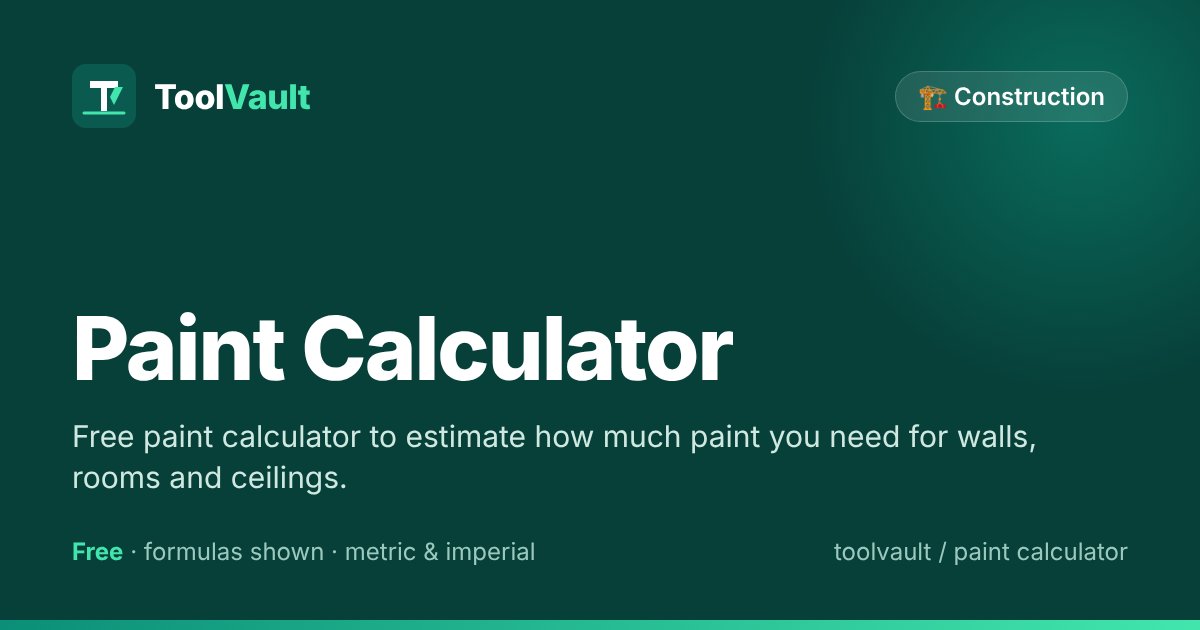 ToolVault
🏗️ Construction
Paint Calculator
Free paint calculator to estimate how much paint you need for walls,
rooms and ceilings.
Free · formulas shown · metric & imperial
toolvault / paint calculator